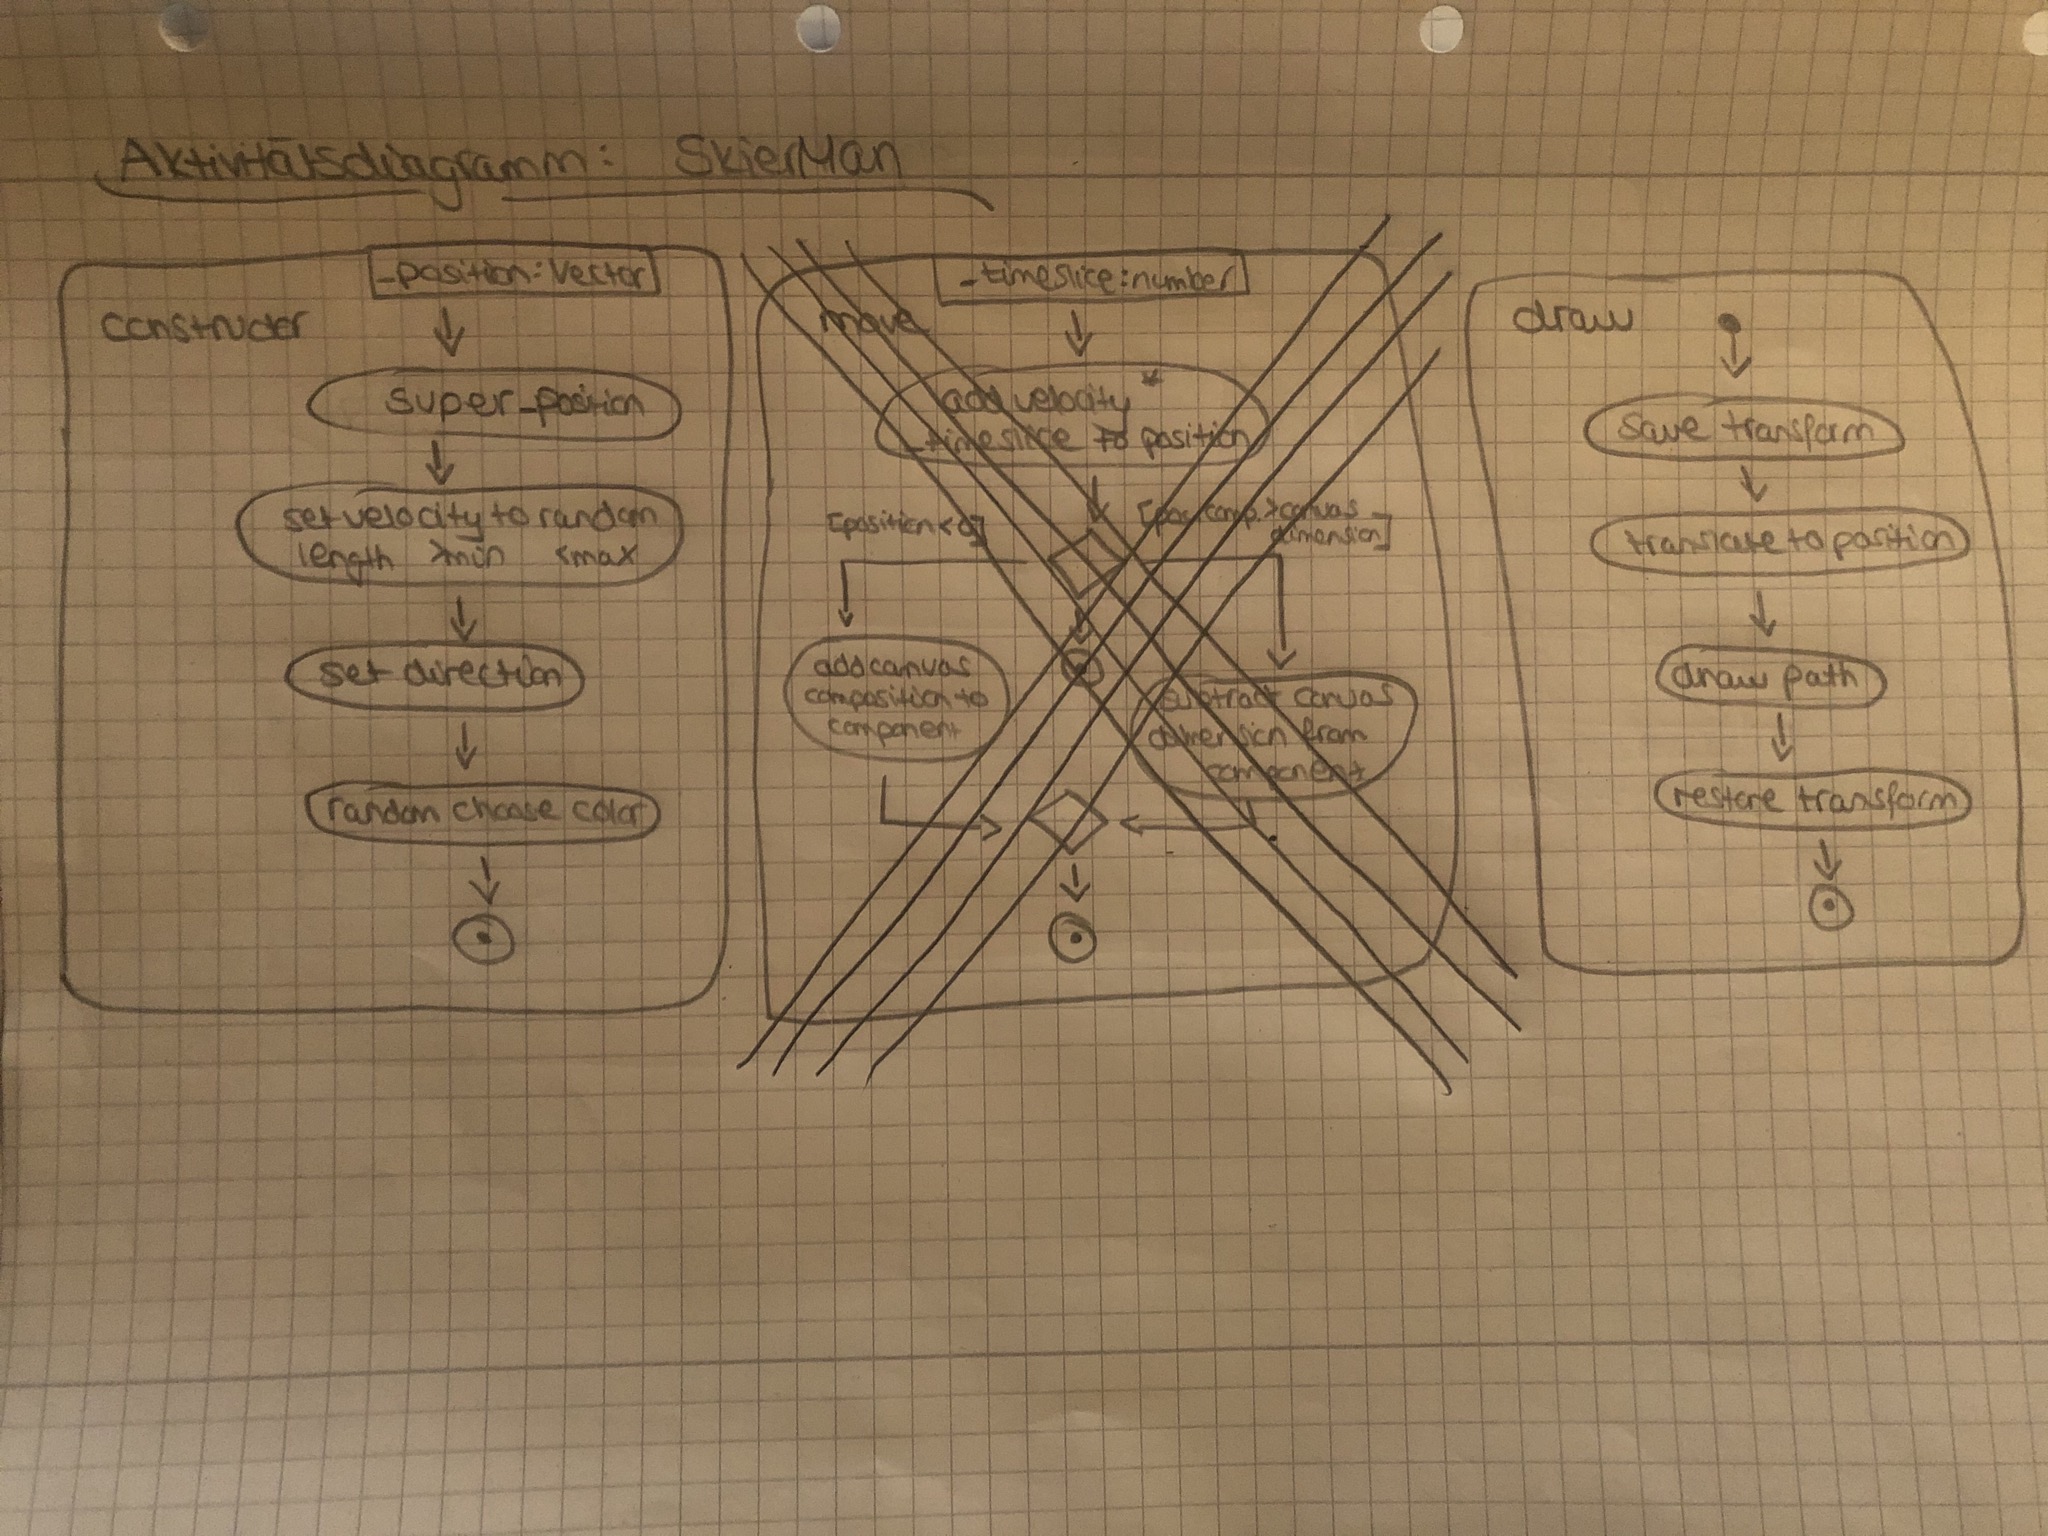 Aktivitätsdiagramm: SkierMan
_position: Vector
constructer
super_position
set velocity to random
length >min <max
set direction
random choose color
_timeslice: number
move
add velocity *
_timeslice to position
[position<0]
[pos. comp. >canvas
dimension]
add canvas
composition to
component
subtract canvas
dimension from
component
draw
save transform
translate to position
draw path
restore transform